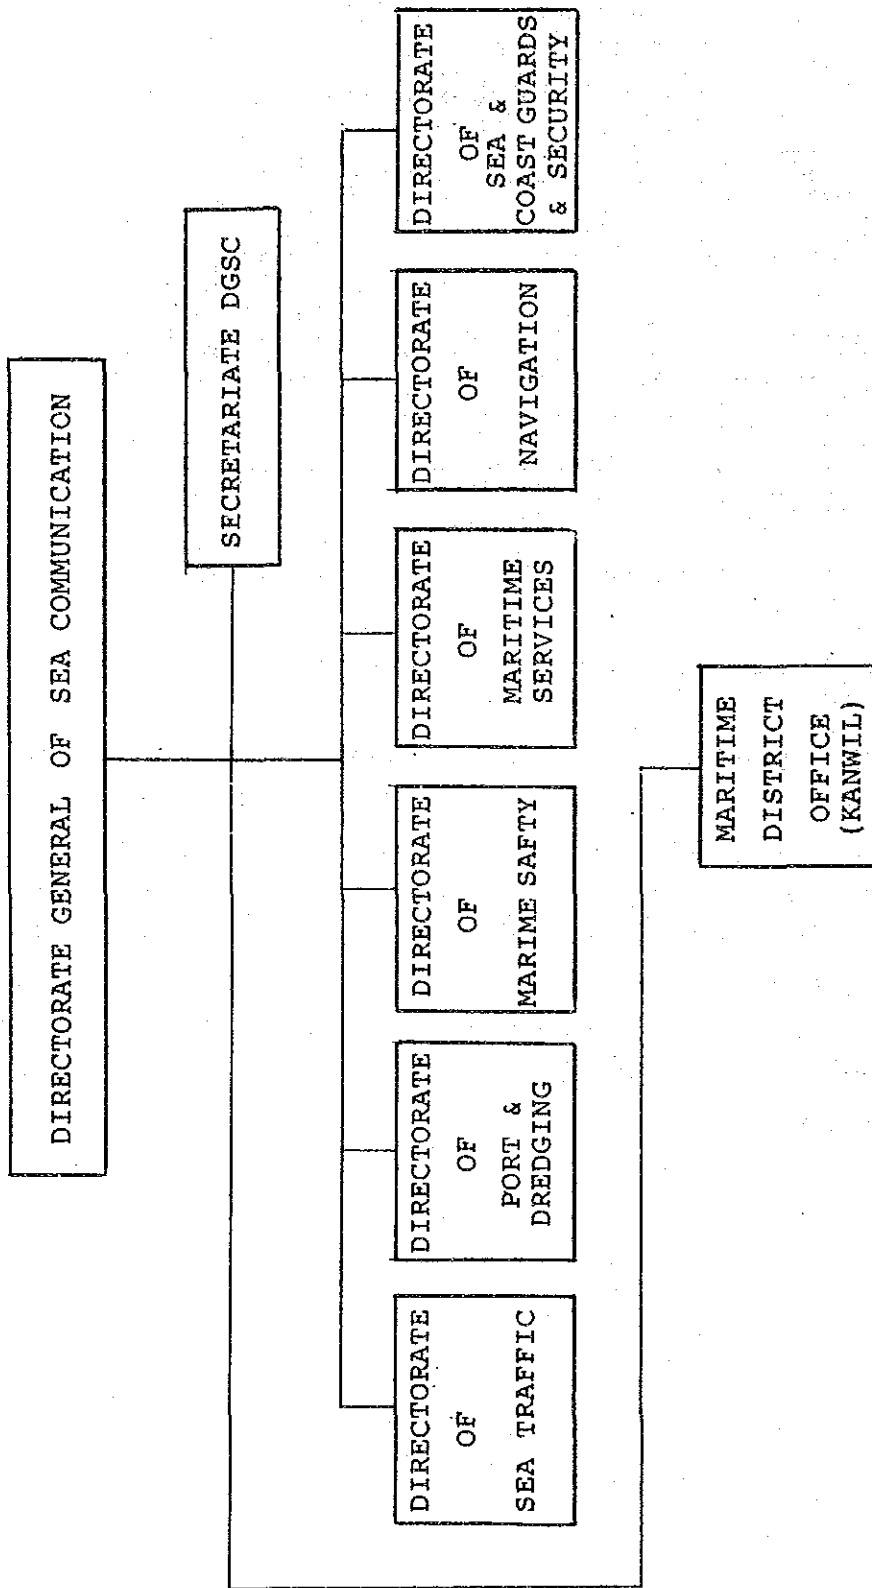 DIRECTORATE GENERAL OF SEA COMMUNICATION
SECRETARIATE DGSC
DIRECTORATE
OF
SEA TRAFFIC
DIRECTORATE
OF
PORT &
DREDGING
DIRECTORATE
OF
MARIME SAFTY
DIRECTORATE
OF
MARITIME
SERVICES
DIRECTORATE
OF
NAVIGATION
DIRECTORATE
OF
SEA &
COAST GUARDS
& SECURITY
MARITIME
DISTRICT
OFFICE
(KANWIL)